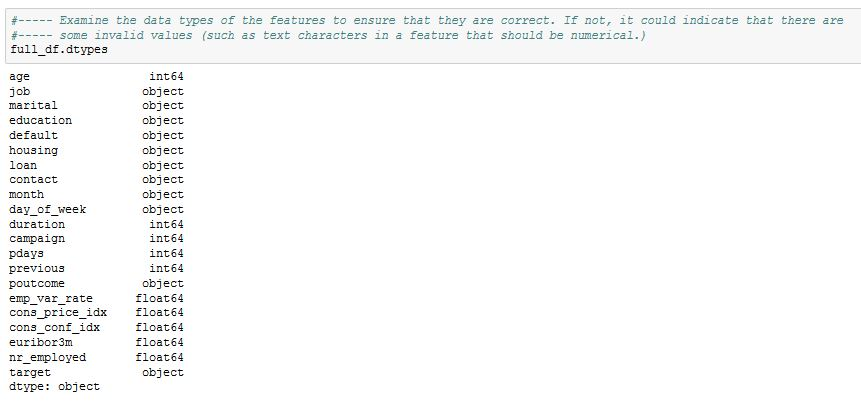 #----- Examine the data types of the features to ensure that they are correct. If not, it could indicate that there are
#----- some invalid values (such as text characters in a feature that should be numerical.)
full_df.dtypes
age int64
job object
marital object
education object
default object
housing object
loan object
contact object
month object
day_of_week object
duration int64
campaign int64
pdays int64
previous int64
poutcome object
emp_var_rate float64
cons_price_idx float64
cons_conf_idx float64
euribor3m float64
nr_employed float64
target object
dtype: object